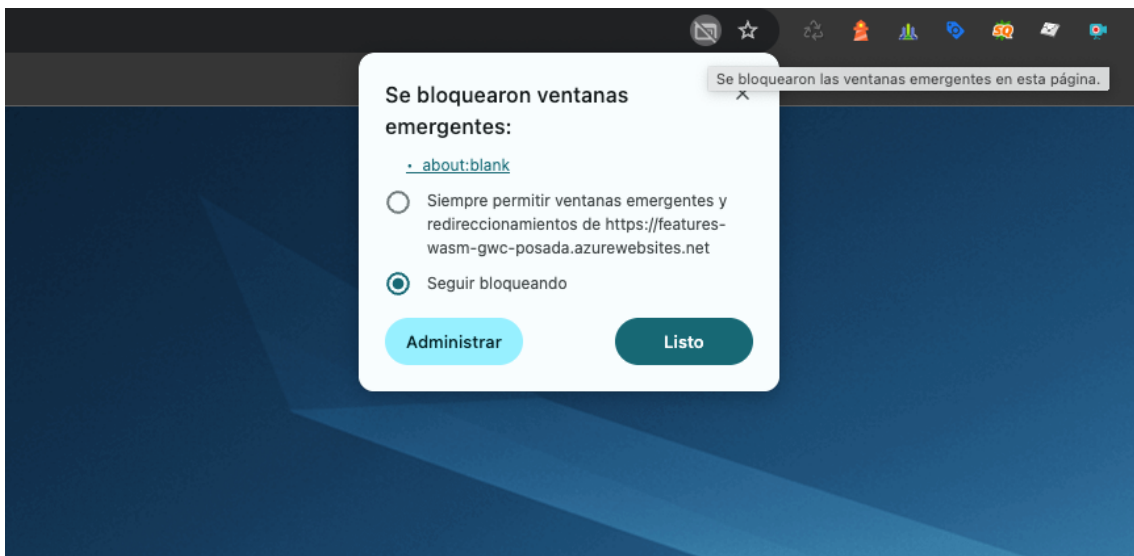 SQ
Se bloquearon las ventanas emergentes en esta página.
Se bloquearon ventanas
emergentes:
• about:blank
Siempre permitir ventanas emergentes y
redireccionamientos de https://features-
wasm-gwc-posada.azurewebsites.net
Seguir bloqueando
Administrar
Listo